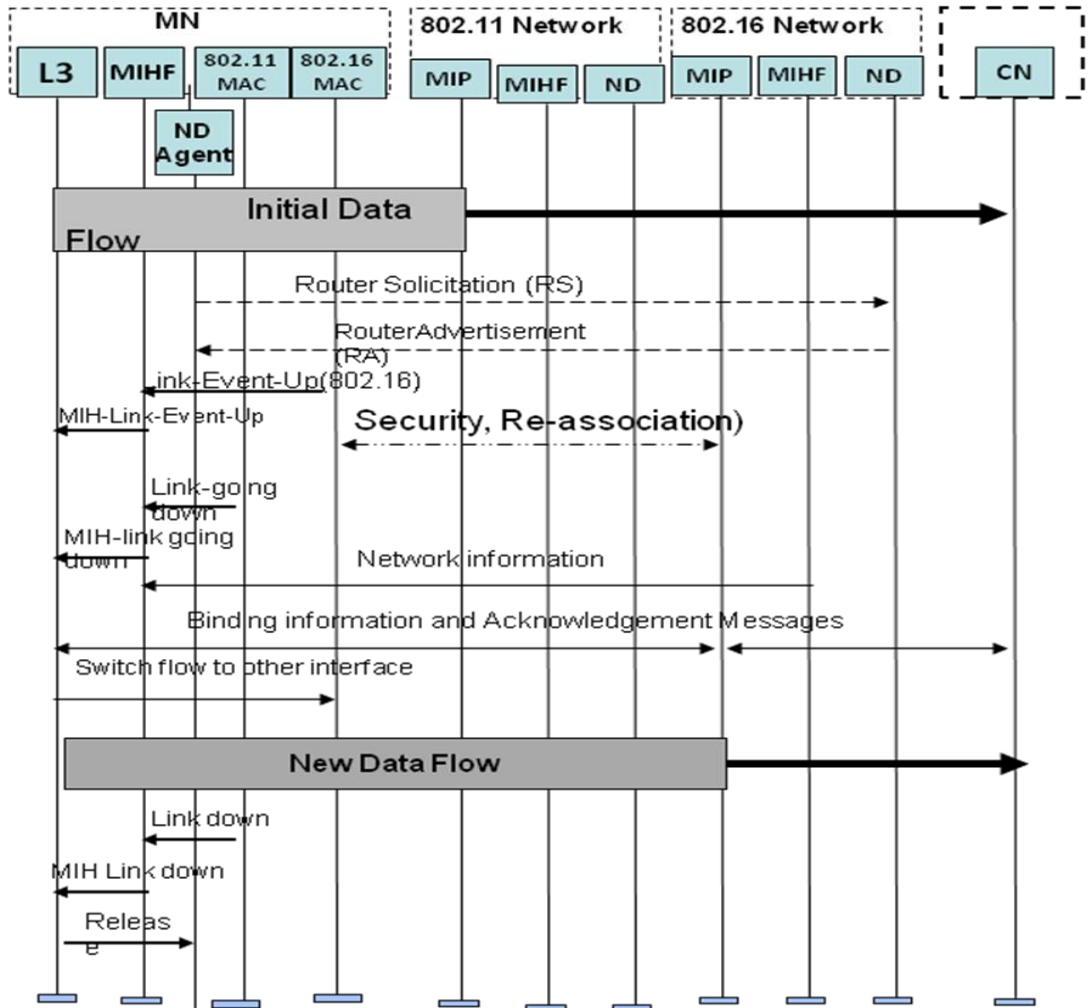 MN
802.11 Network
802.16 Network
L3
MIHF
802.11
MAC
802.16
MAC
MIP
MIHF
ND
MIP
MIHF
ND
CN
ND
Agent
Initial Data
Flow
Router Solicitation (RS)
RouterAdvertisement
(RA)
ink-Event-Up(802.16)
MIH-Link-Event-Up
Security, Re-association)
Link-going
down
MIH-link going
down
Network information
Binding information and Acknowledgement Messages
Switch flow to other interface
New Data Flow
Link down
MIH Link down
Releas
e